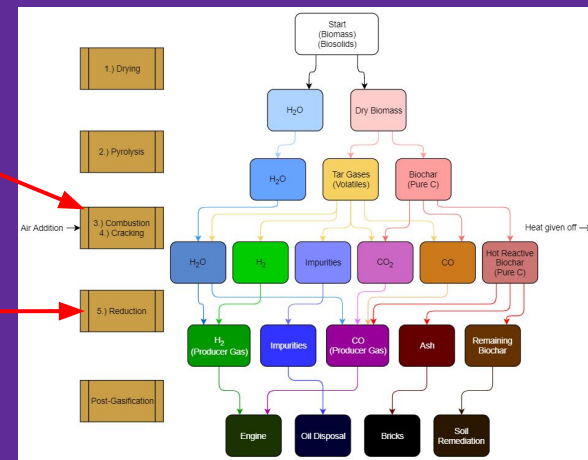 Start
(Biomass)
(Biosolids)
1.) Drying
H₂O
Dry Biomass
2.) Pyrolysis
H₂O
Tar Gases
(Volatiles)
Biochar
(Pure C)
Air Addition
3.) Combustion
4.) Cracking
Heat given off
H₂O
H₂
Impurities
CO₂
CO
Hot Reactive
Biochar
(Pure C)
5.) Reduction
H₂
(Producer Gas)
Impurities
CO
(Producer Gas)
Ash
Remaining
Biochar
Post-Gasification
Engine
Oil Disposal
Bricks
Soil
Remediation